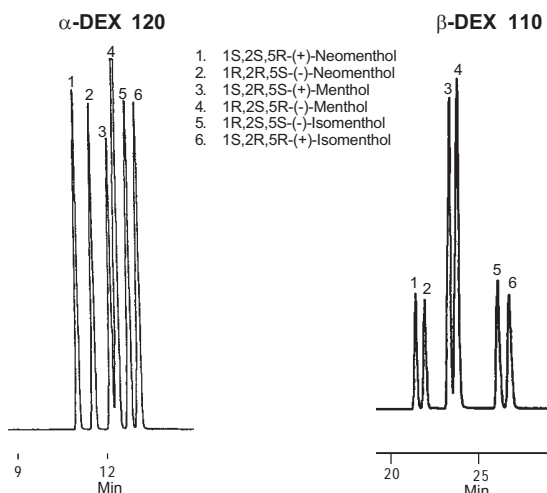 α-DEX 120
4
1
2
3
5 6
9 12
Min
1. 1S,2S,5R-(+)-Neomenthol
2. 1R,2R,5S-(-)-Neomenthol
3. 1S,2R,5S-(+)-Menthol
4. 1R,2S,5R-(-)-Menthol
5. 1R,2S,5S-(-)-Isomenthol
6. 1S,2R,5R-(+)-Isomenthol
β-DEX 110
4
3
5
6
1 2
20 25
Min